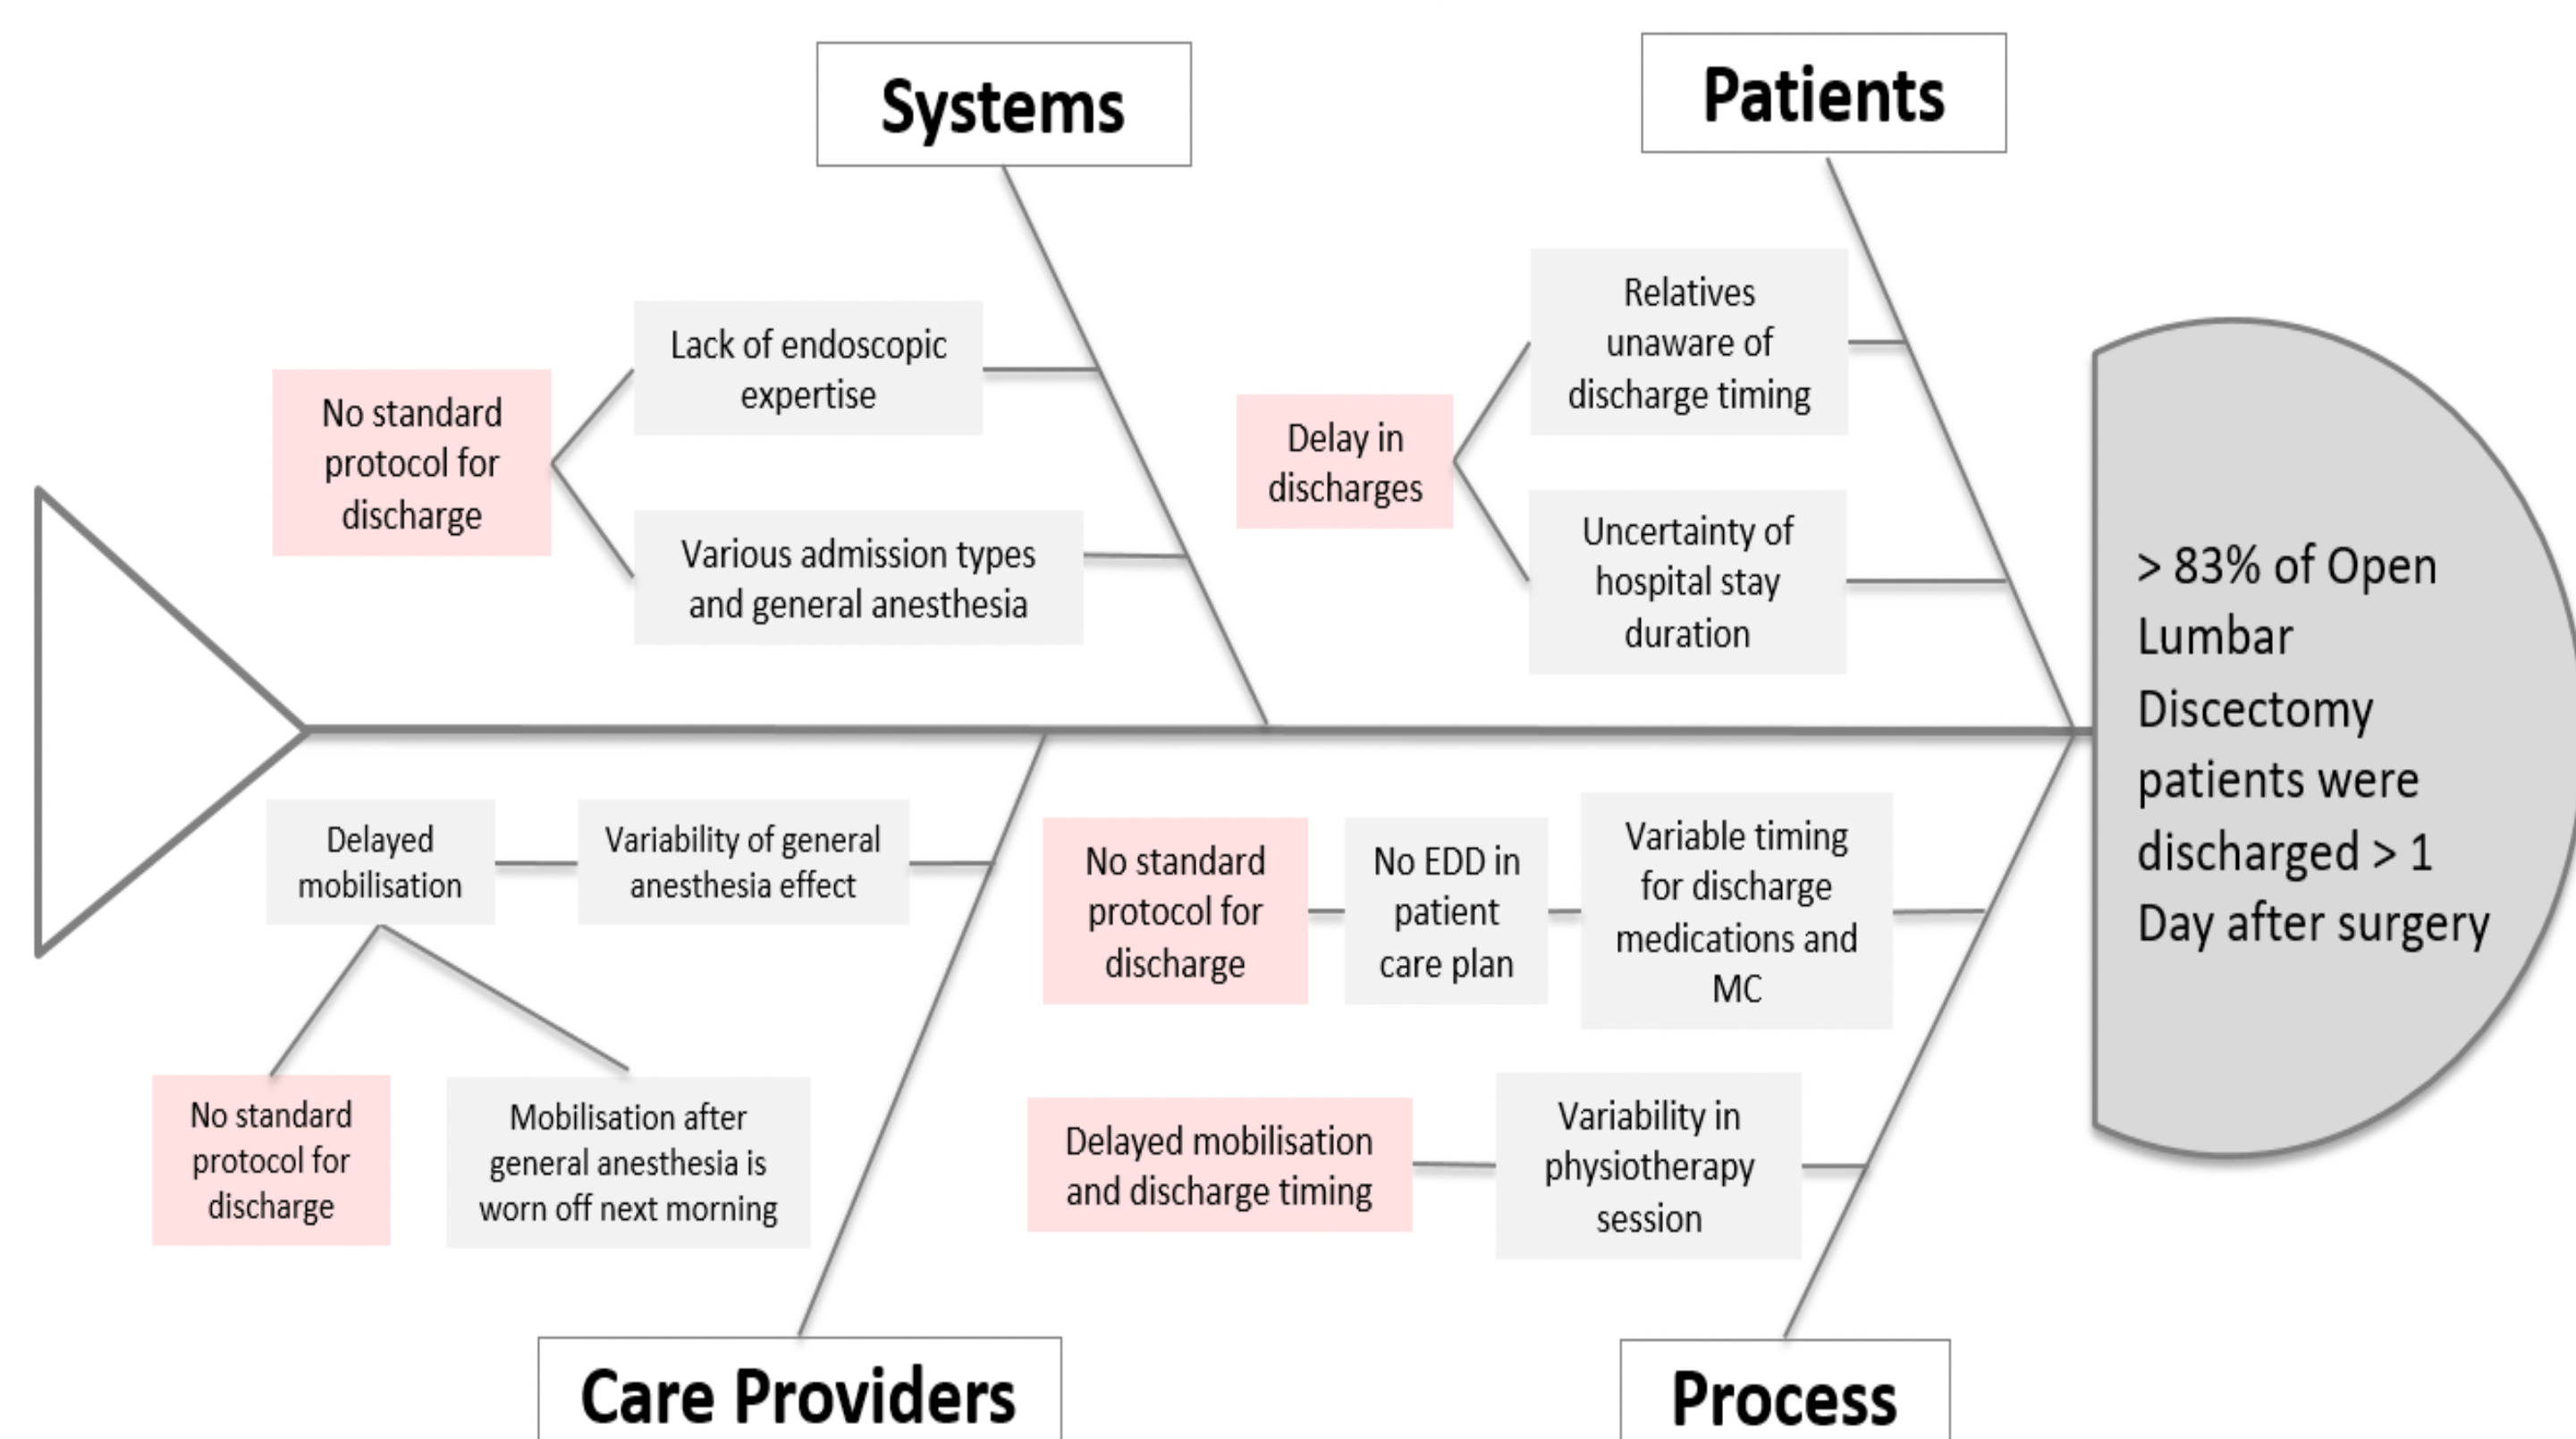 Systems
Patients
Lack of endoscopic
expertise
No standard
protocol for
discharge
Various admission types
and general anesthesia
Relatives
unaware of
discharge timing
Delay in
discharges
Uncertainty of
hospital stay
duration
> 83% of Open
Lumbar
Discectomy
patients were
discharged > 1
Day after surgery
Delayed
mobilisation
Variability of general
anesthesia effect
No standard
protocol for
discharge
Mobilisation after
general anesthesia is
worn off next morning
No standard
protocol for
discharge
No EDD in
patient
care plan
Variable timing
for discharge
medications and
MC
Delayed mobilisation
and discharge timing
Variability in
physiotherapy
session
Care Providers
Process